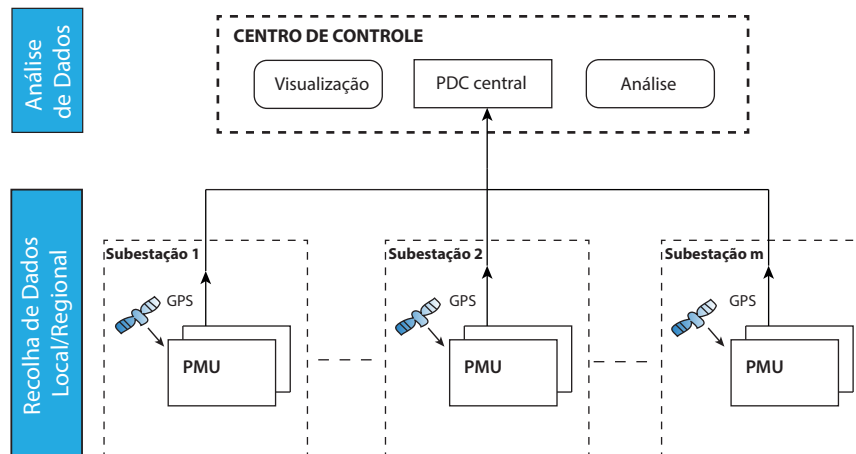 Análise
de Dados
CENTRO DE CONTROLE
Visualização
PDC central
Análise
Recolha de Dados
Local/Regional
Subestação 1
GPS
PMU
Subestação 2
GPS
PMU
Subestação m
GPS
PMU